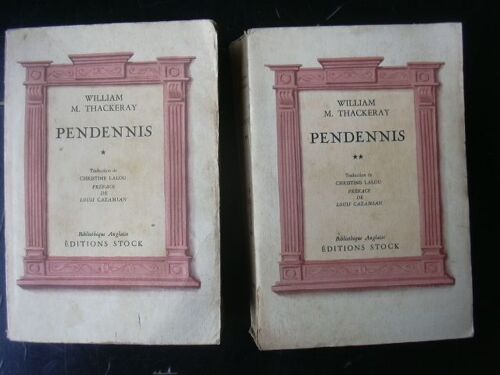 WILLIAM
M. THACKERAY
PENDENNIS
*
Traduction de
CHRISTINE LALOU
PRÉFACE
DE
LOUIS CAZAMIAN
Bibliothèque Anglaise
ÉDITIONS STOCK
WILLIAM
M. THACKERAY
PENDENNIS
**
Traduction de
CHRISTINE LALOU
PRÉFACE
DE
LOUIS CAZAMIAN
Bibliothèque Anglaise
ÉDITIONS STOCK